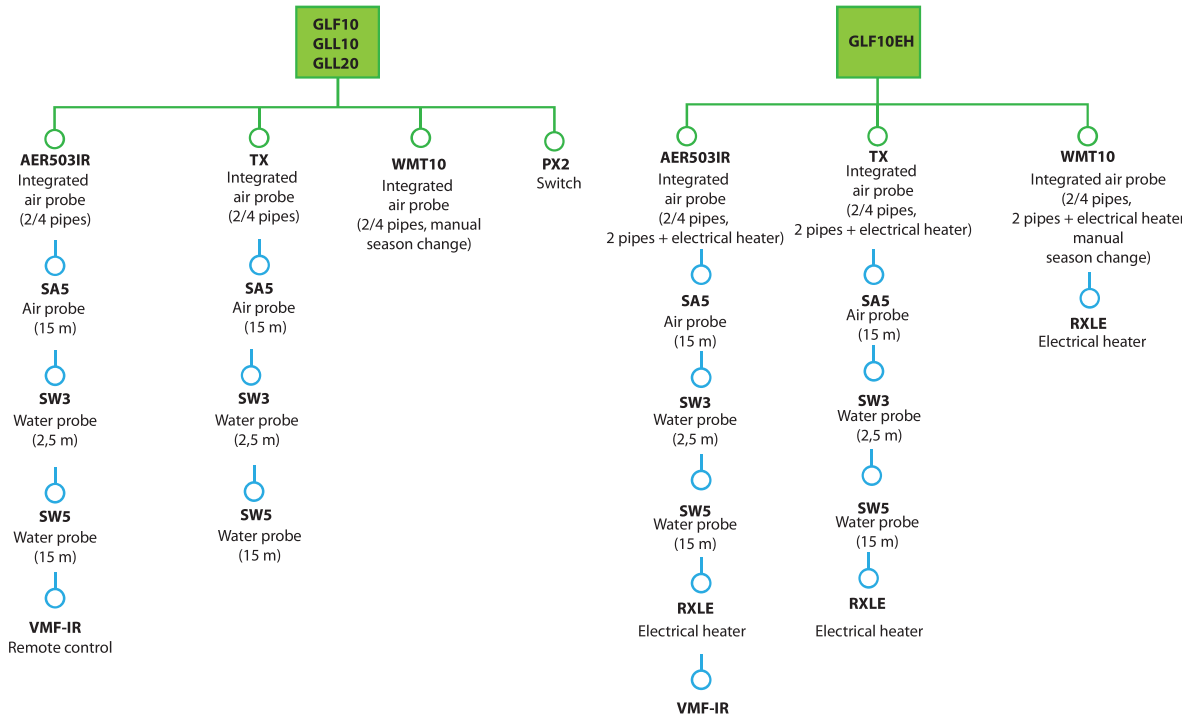 GLF10
GLL10
GLL20
AER503IR
Integrated
air probe
(2/4 pipes)
SA5
Air probe
(15 m)
SW3
Water probe
(2,5 m)
SW5
Water probe
(15 m)
VMF-IR
Remote control
TX
Integrated
air probe
(2/4 pipes)
SA5
Air probe
(15 m)
SW3
Water probe
(2,5 m)
SW5
Water probe
(15 m)
WMT10
Integrated
air probe
(2/4 pipes, manual
season change)
PX2
Switch
GLF10EH
AER503IR
Integrated
air probe
(2/4 pipes,
2 pipes + electrical heater)
SA5
Air probe
(15 m)
SW3
Water probe
(2,5 m)
SW5
Water probe
(15 m)
RXLE
Electrical heater
VMF-IR
TX
Integrated
air probe
(2/4 pipes,
2 pipes + electrical heater)
SA5
Air probe
(15 m)
SW3
Water probe
(2,5 m)
SW5
Water probe
(15 m)
RXLE
Electrical heater
WMT10
Integrated air probe
(2/4 pipes,
2 pipes + electrical heater
manual
season change)
RXLE
Electrical heater